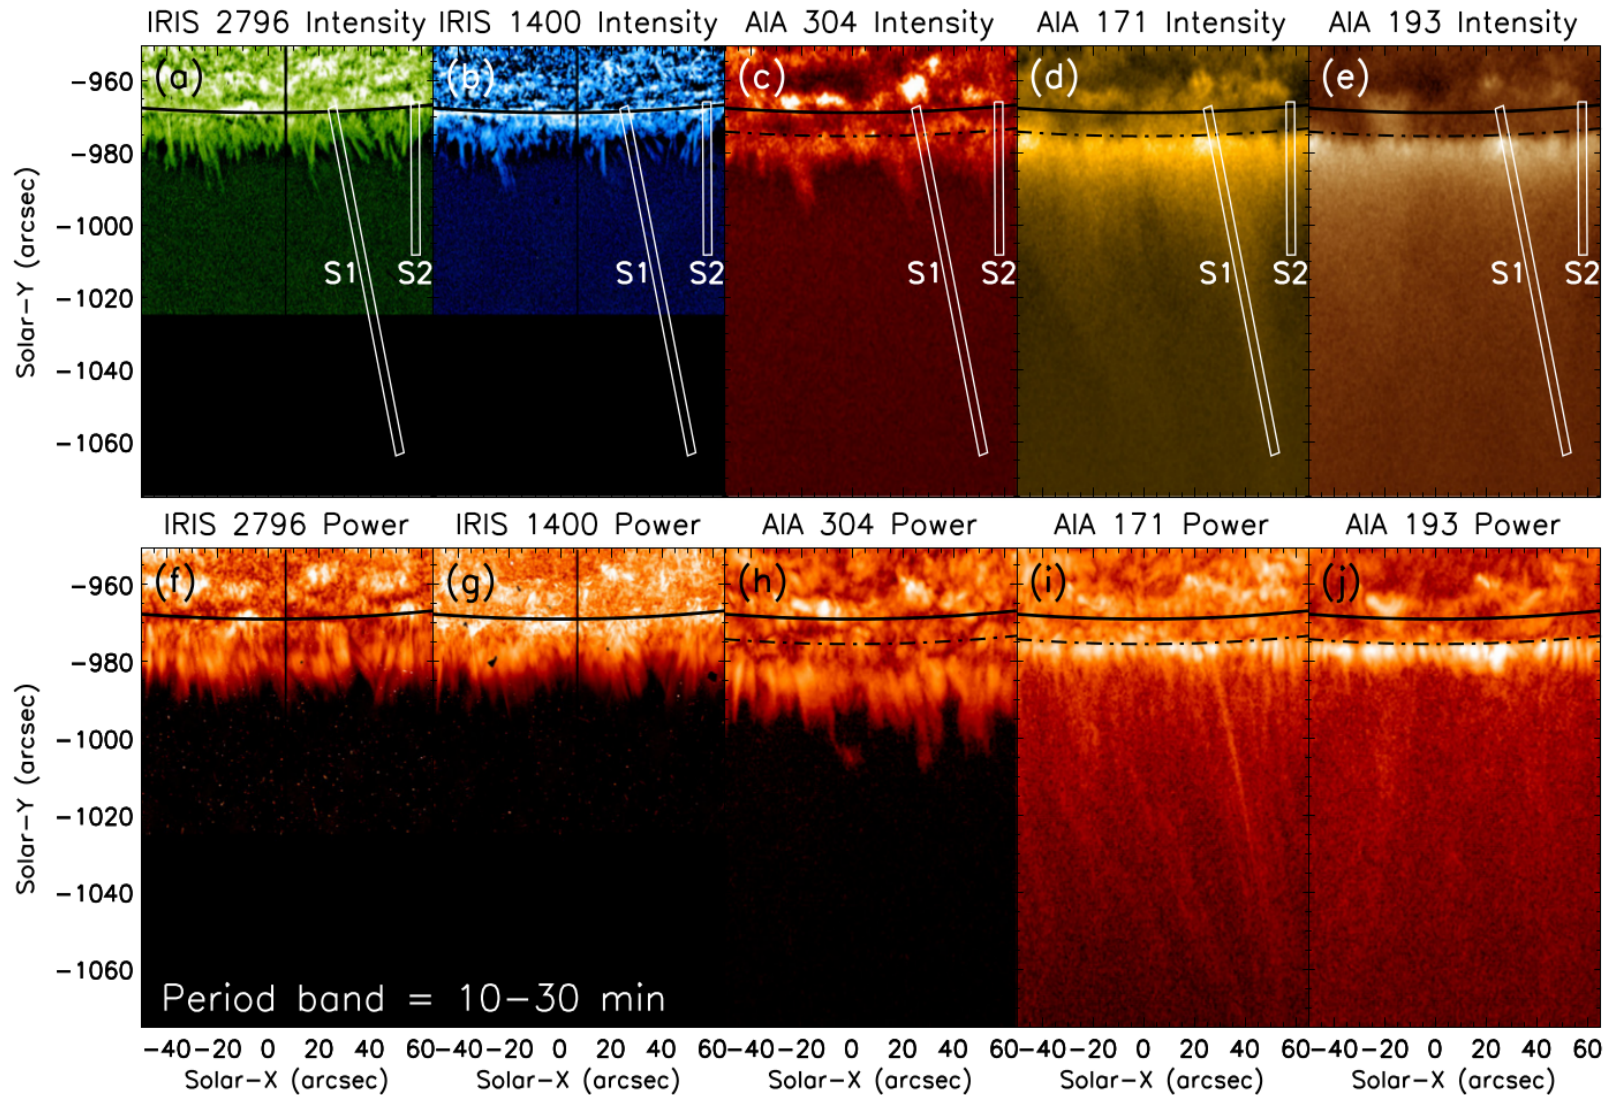 IRIS 2796 Intensity IRIS 1400 Intensity AIA 304 Intensity AIA 171 Intensity AIA 193 Intensity
(a) (b) (c) (d) (e)
−960
−980
−1000
−1020
−1040
−1060
Solar−Y (arcsec)
S1 S2 S1 S2 S1 S2 S1 S2 S1 S2
IRIS 2796 Power IRIS 1400 Power AIA 304 Power AIA 171 Power AIA 193 Power
(f) (g) (h) (i) (j)
−960
−980
−1000
−1020
−1040
−1060
Solar−Y (arcsec)
Period band = 10−30 min
−40−20 0 20 40 60−40−20 0 20 40 60−40−20 0 20 40 60−40−20 0 20 40 60−40−20 0 20 40 60
Solar−X (arcsec) Solar−X (arcsec) Solar−X (arcsec) Solar−X (arcsec) Solar−X (arcsec)